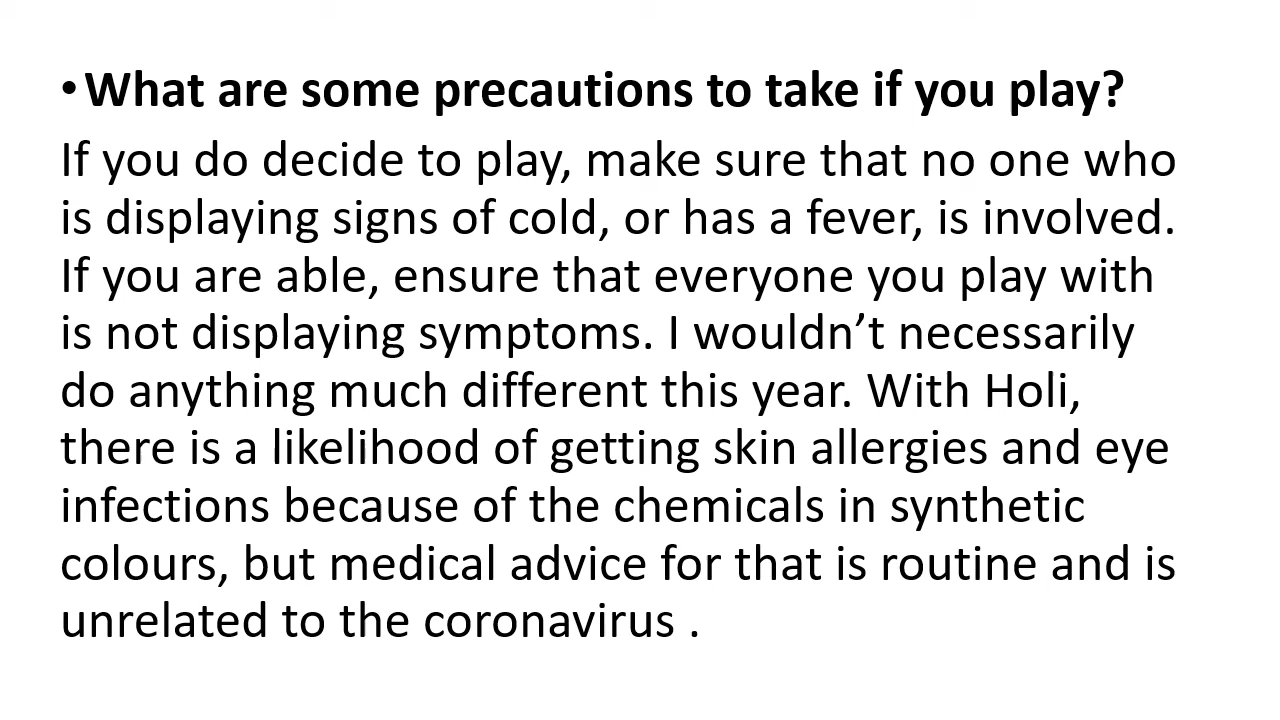 •What are some precautions to take if you play?
If you do decide to play, make sure that no one who
is displaying signs of cold, or has a fever, is involved.
If you are able, ensure that everyone you play with
is not displaying symptoms. I wouldn’t necessarily
do anything much different this year. With Holi,
there is a likelihood of getting skin allergies and eye
infections because of the chemicals in synthetic
colours, but medical advice for that is routine and is
unrelated to the coronavirus .